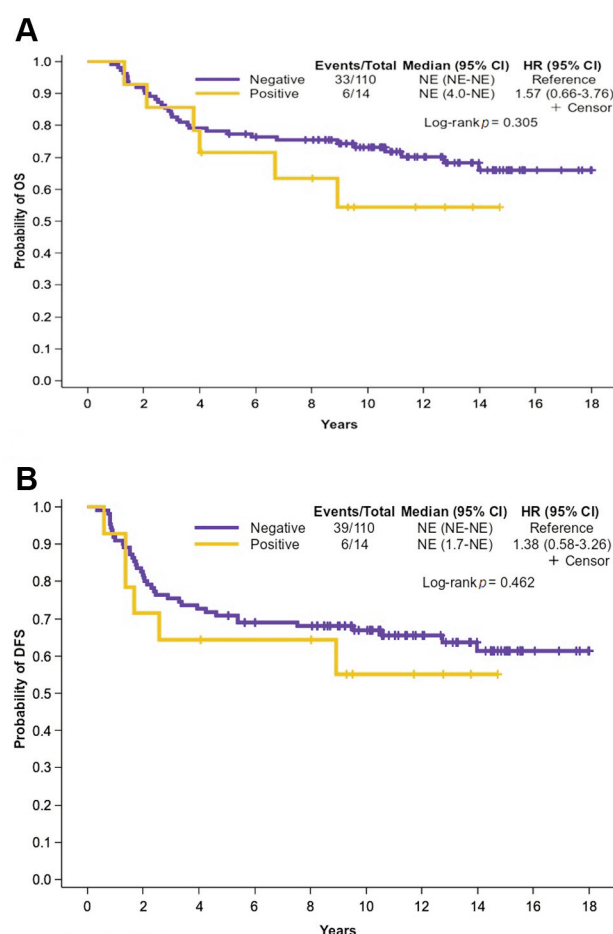 A
Events/Total Median (95% CI) HR (95% CI)
Negative 33/110 NE (NE-NE) Reference
Positive 6/14 NE (4.0-NE) 1.57 (0.66-3.76)
+ Censor
Log-rank p = 0.305
Probability of OS
1.0
0.9
0.8
0.7
0.6
0.5
0.4
0.3
0.2
0.1
0.0
0 2 4 6 8 10 12 14 16 18
Years
B
Events/Total Median (95% CI) HR (95% CI)
Negative 39/110 NE (NE-NE) Reference
Positive 6/14 NE (1.7-NE) 1.38 (0.58-3.26)
+ Censor
Log-rank p = 0.462
Probability of DFS
1.0
0.9
0.8
0.7
0.6
0.5
0.4
0.3
0.2
0.1
0.0
0 2 4 6 8 10 12 14 16 18
Years